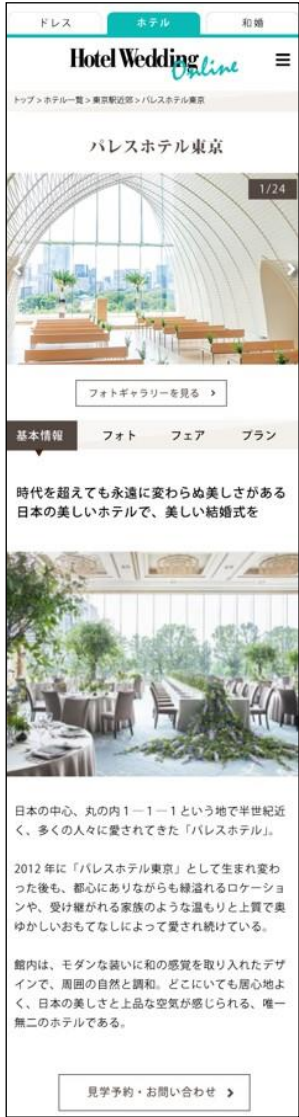 ドレス
ホテル
和婚
Hotel Wedding
Online
トップ > ホテル一覧 > 東京駅近郊 > パレスホテル東京
パレスホテル東京
1/24
フォトギャラリーを見る >
基本情報 フォト フェア プラン
時代を超えても永遠に変わらぬ美しさがある
日本の美しいホテルで、美しい結婚式を
日本の中心、丸の内1－1－1という地で半世紀近
く、多くの人々に愛されてきた「パレスホテル」。
2012 年に「パレスホテル東京」として生まれ変わ
った後も、都心にありながらも緑溢れるロケーショ
ンや、受け継がれる家族のような温もりと上質で奥
ゆかしいおもてなしによって愛され続けている。
館内は、モダンな装いに和の感覚を取り入れたデザ
インで、周囲の自然と調和。どこにいても居心地よ
く、日本の美しさと上品な空気が感じられる、唯一
無二のホテルである。
見学予約・お問い合わせ >